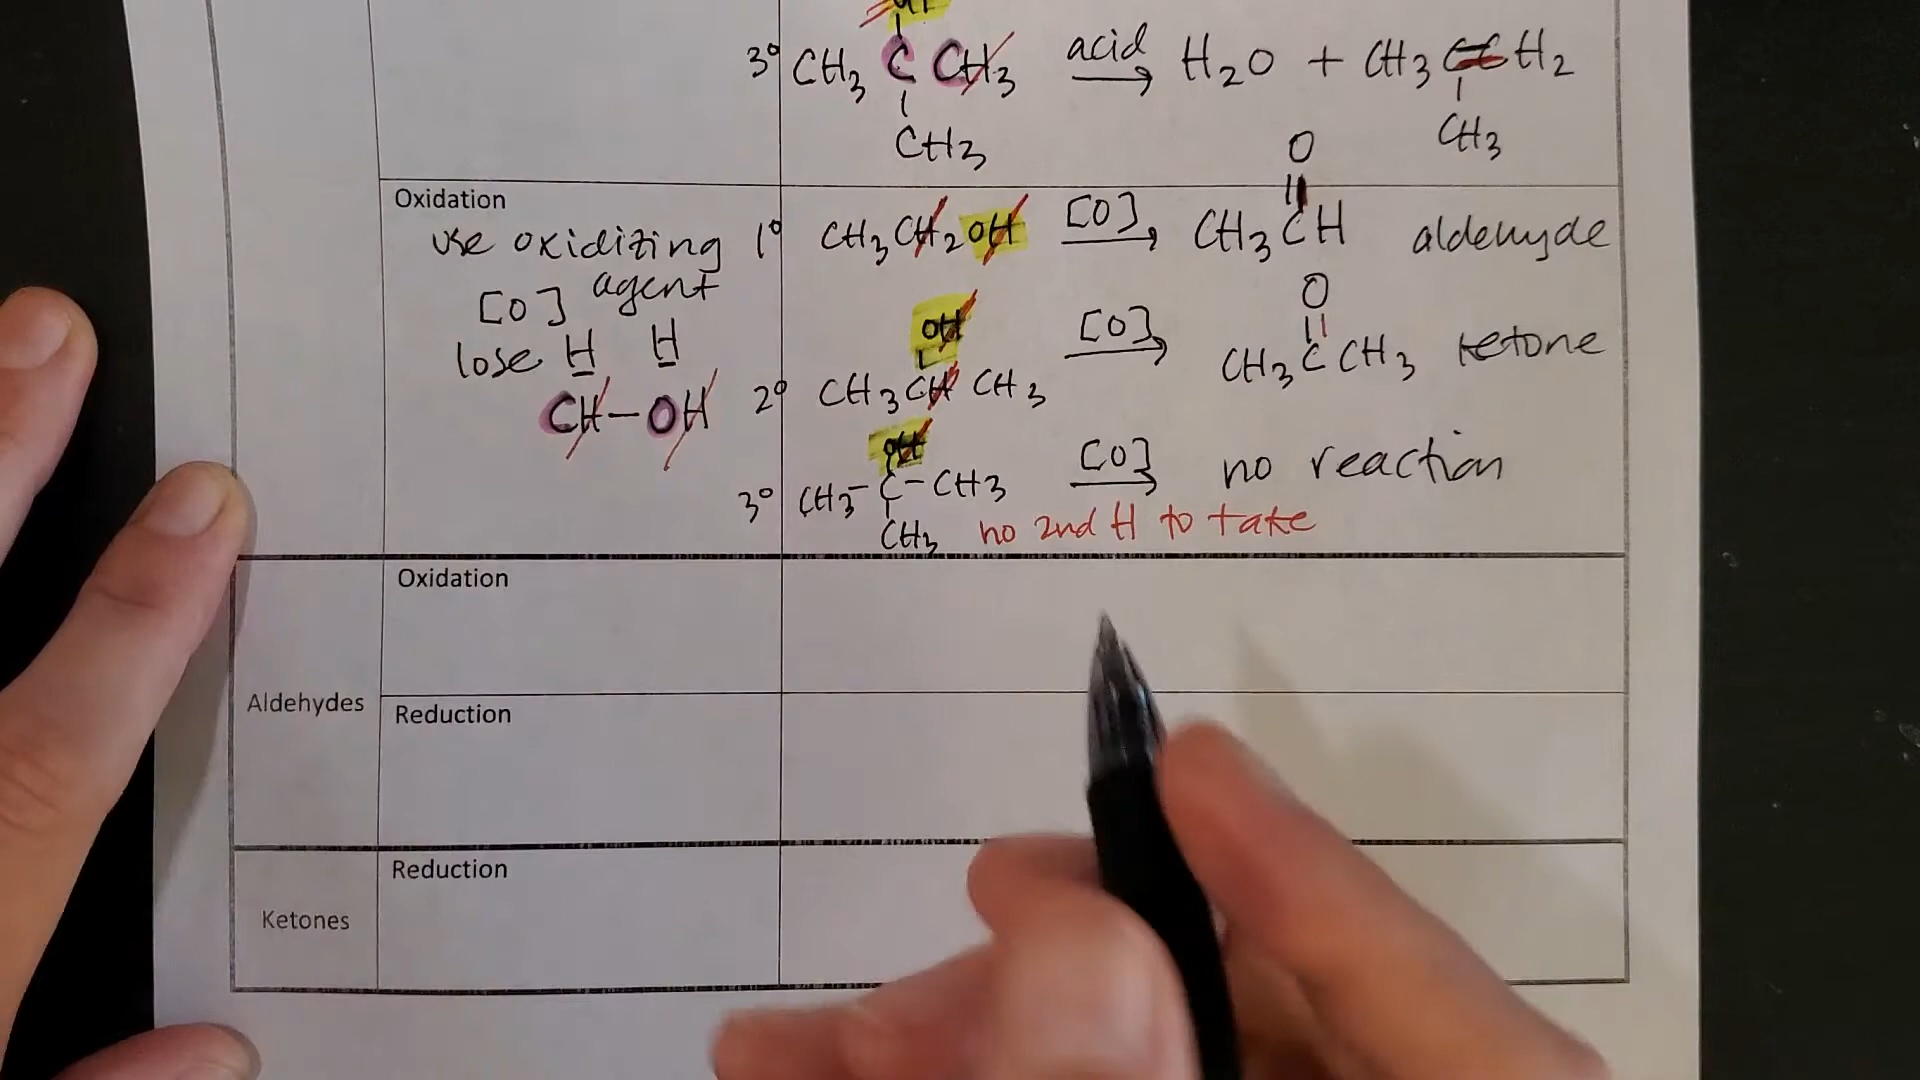 3° CH3 C CH3 acid → H2O + CH3 C=CH2
CH3
CH3
Oxidation
use oxidizing
agent
[O]
lose H H
CH-OH
1° CH3CH2OH [O] → CH3CH aldehyde
O
OH
2° CH3CHCH3 [O] → CH3CCH3 ketone
O
OH
3° CH3-C-CH3 [O] → no reaction
CH3 no 2nd H to take
Aldehydes
Oxidation
Reduction
Ketones
Reduction